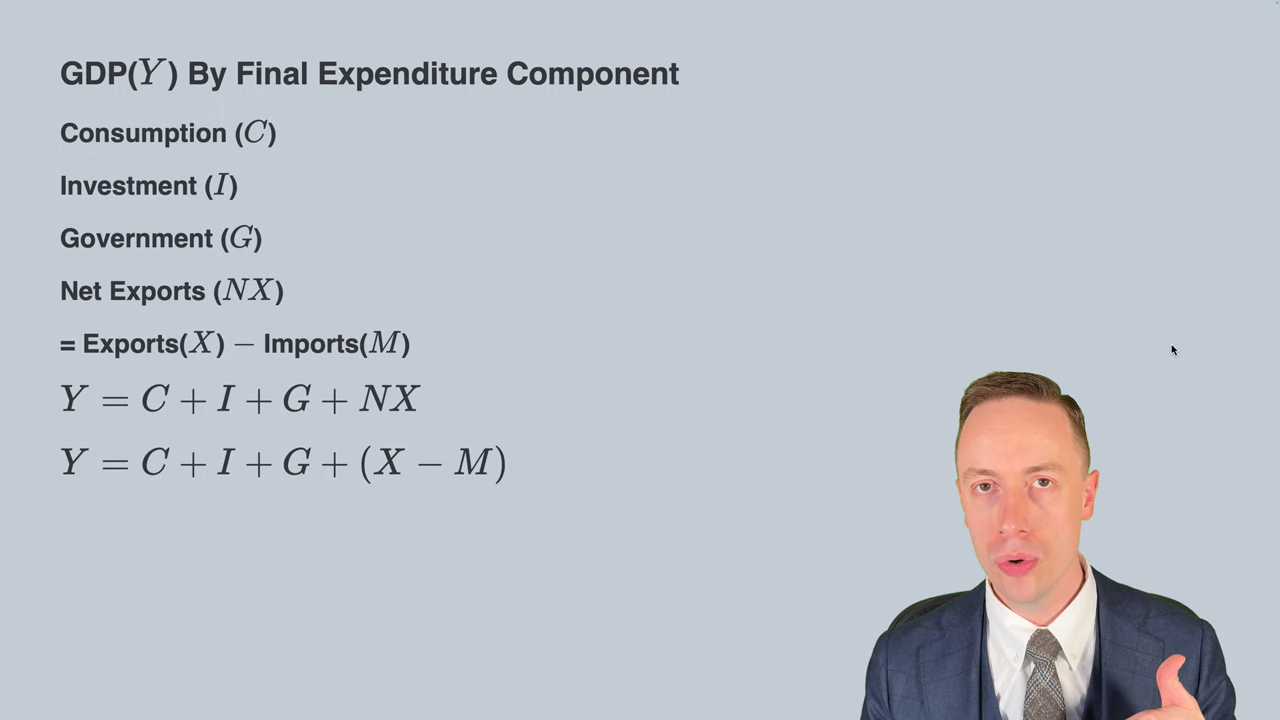 GDP(Y) By Final Expenditure Component
Consumption (C)
Investment (I)
Government (G)
Net Exports (NX)
= Exports(X) − Imports(M)
Y = C + I + G + NX
Y = C + I + G + (X − M)